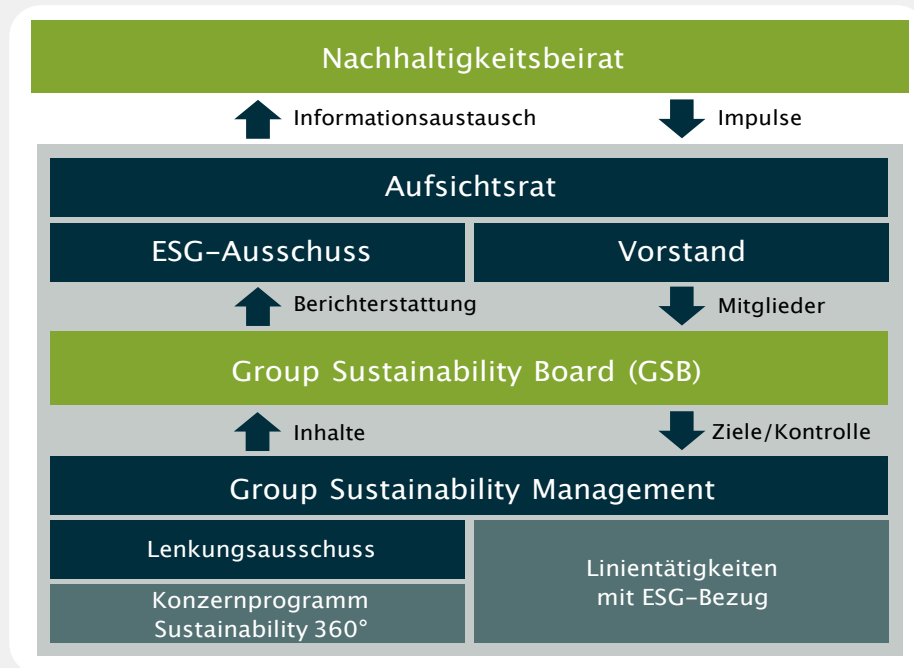 Nachhaltigkeitsbeirat
Informationsaustausch
Impulse
Aufsichtsrat
ESG-Ausschuss
Vorstand
Berichterstattung
Mitglieder
Group Sustainability Board (GSB)
Inhalte
Ziele/Kontrolle
Group Sustainability Management
Lenkungsausschuss
Linientätigkeiten
mit ESG-Bezug
Konzernprogramm
Sustainability 360°